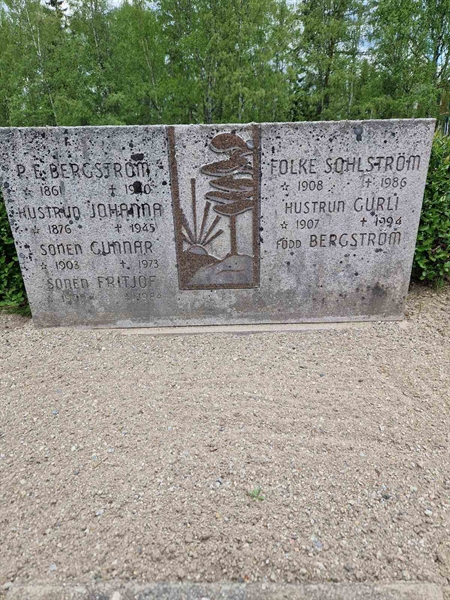 P. E. BERGSTRÖM
* 1861 † 1940
HUSTRUN JOHANNA
* 1876 † 1945
SONEN GUNNAR
* 1903 † 1973
SONEN FRITJOF
FOLKE SOHLSTRÖM
* 1908 † 1986
HUSTRUN GURLI
* 1907 † 1994
FÖDD BERGSTRÖM